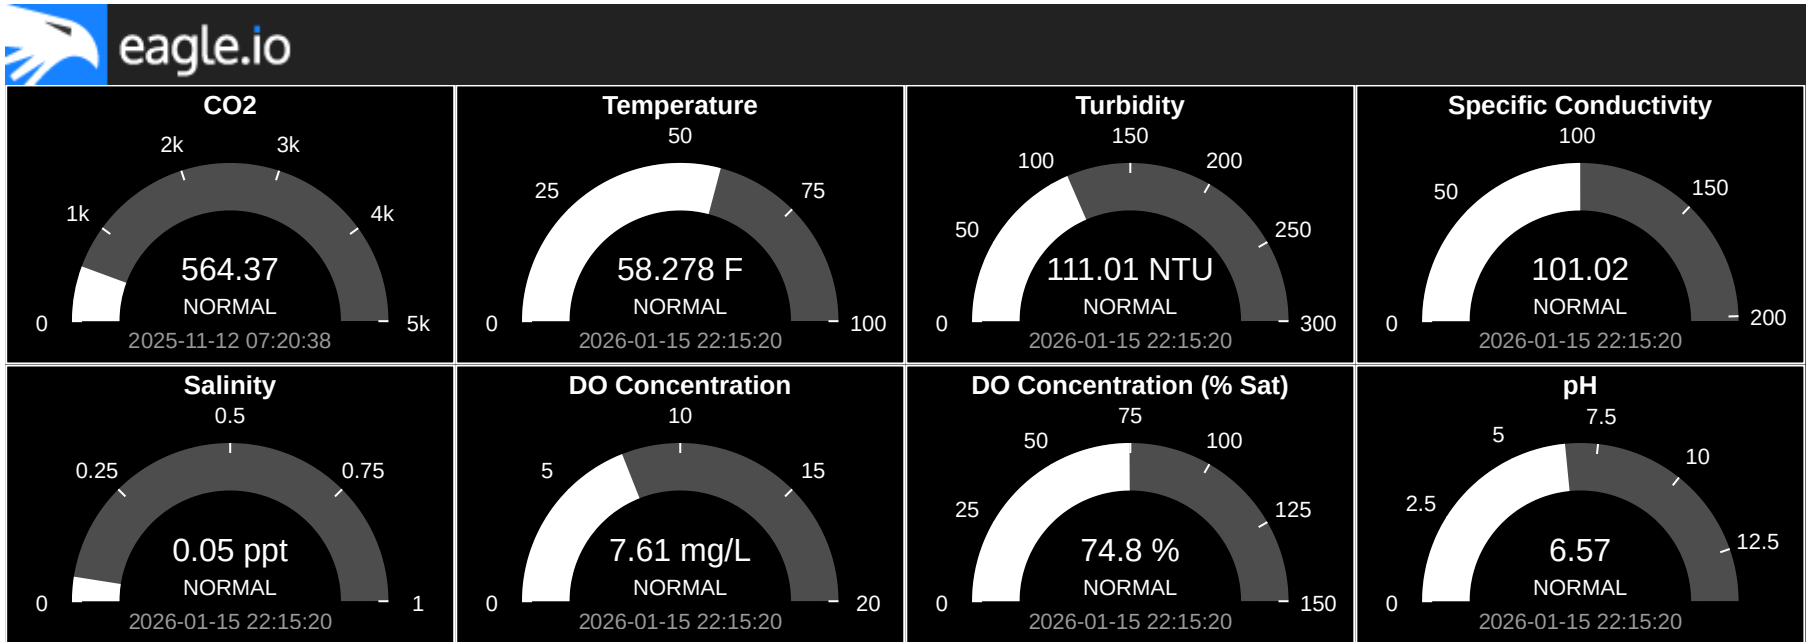 eagle.io
CO2
0
1k
2k
3k
4k
5k
564.37
NORMAL
2025-11-12 07:20:38
Temperature
0
25
50
75
100
58.278 F
NORMAL
2026-01-15 22:15:20
Turbidity
0
50
100
150
200
250
300
111.01 NTU
NORMAL
2026-01-15 22:15:20
Specific Conductivity
0
50
100
150
200
101.02
NORMAL
2026-01-15 22:15:20
Salinity
0
0.25
0.5
0.75
1
0.05 ppt
NORMAL
2026-01-15 22:15:20
DO Concentration
0
5
10
15
20
7.61 mg/L
NORMAL
2026-01-15 22:15:20
DO Concentration (% Sat)
0
25
50
75
100
125
150
74.8 %
NORMAL
2026-01-15 22:15:20
pH
0
2.5
5
7.5
10
12.5
6.57
NORMAL
2026-01-15 22:15:20